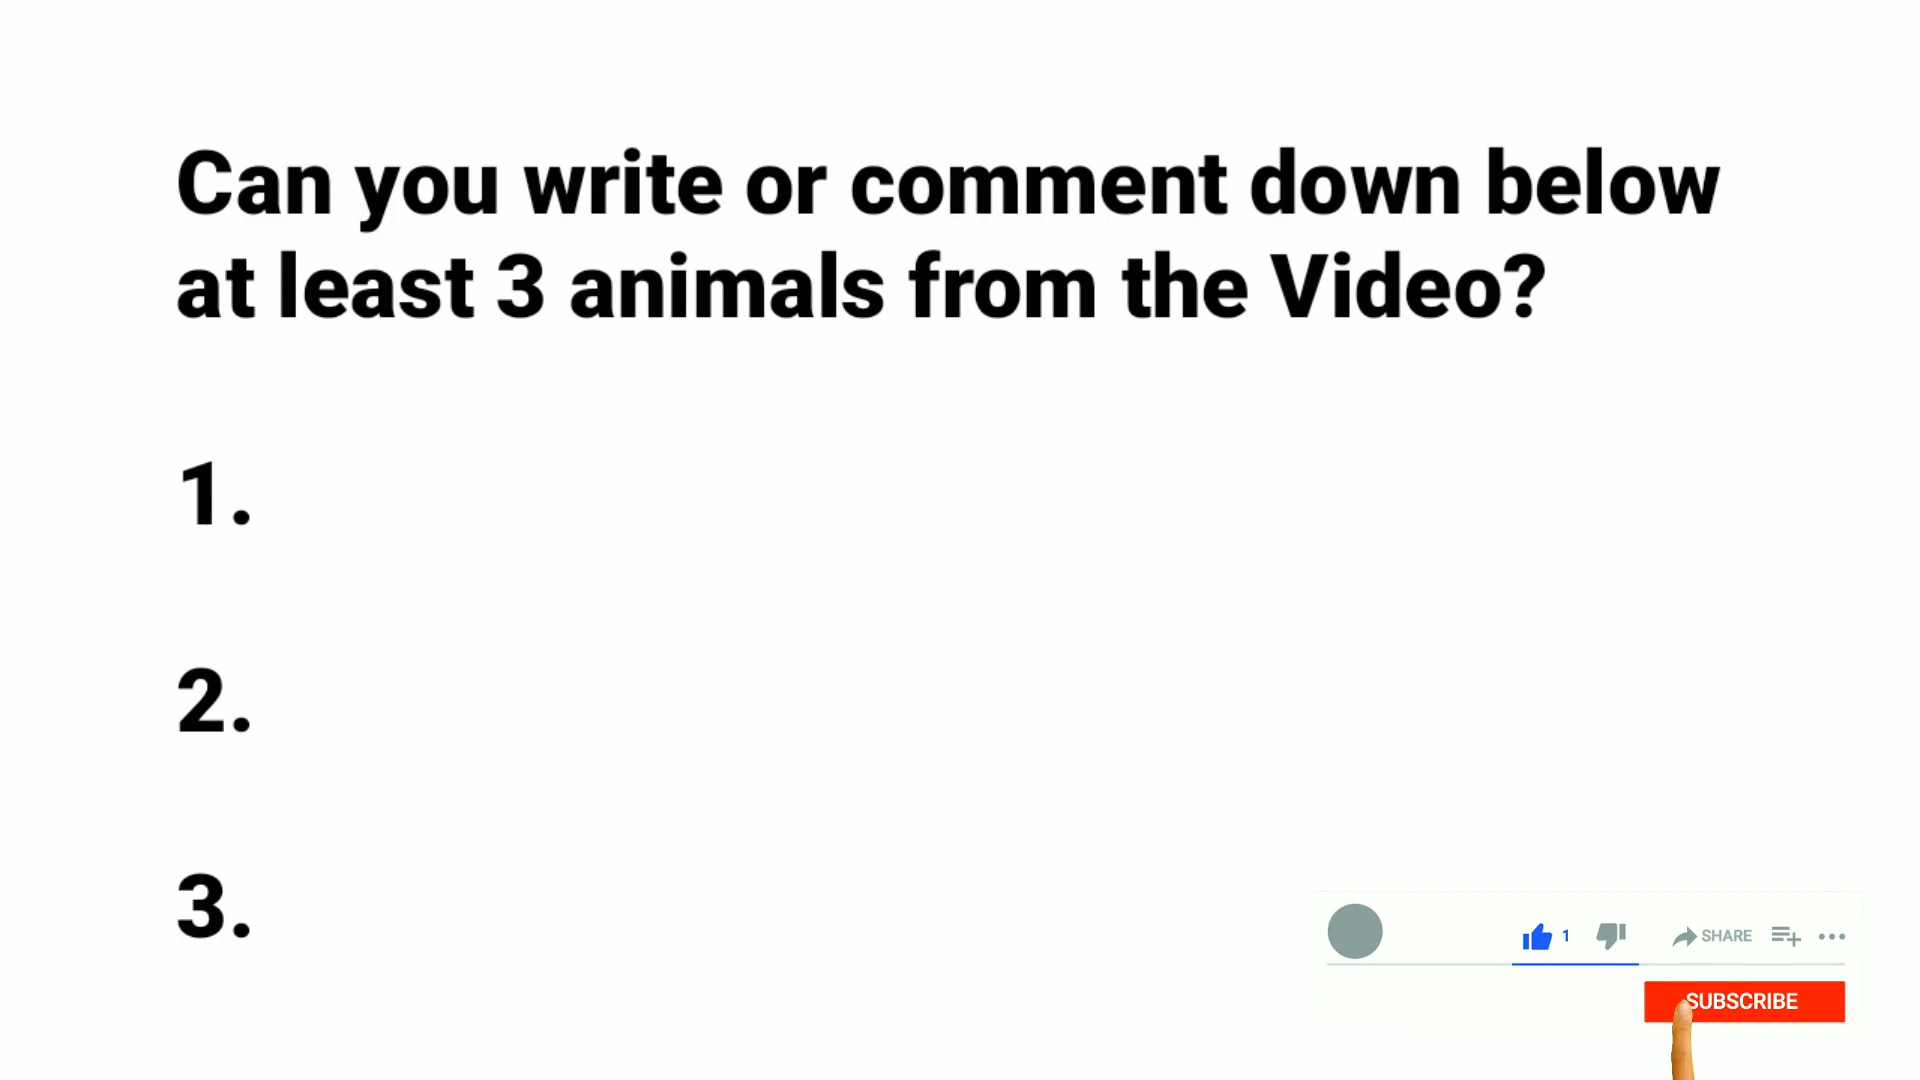 Can you write or comment down below
at least 3 animals from the Video?
1.
2.
3.
1 SHARE
SUBSCRIBE